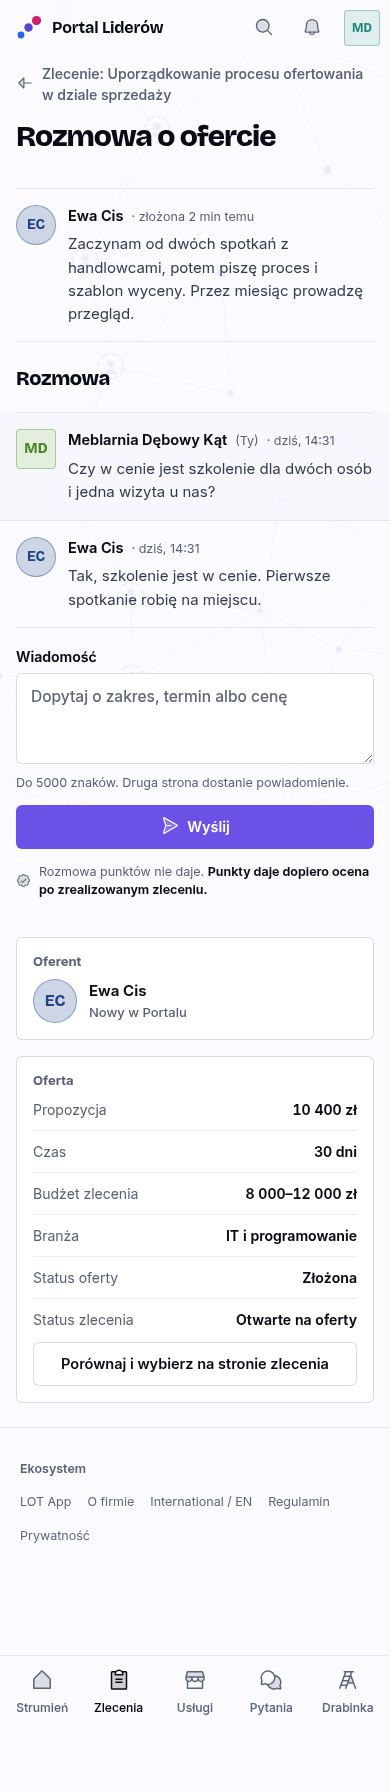 Portal Liderów
MD
Zlecenie: Uporządkowanie procesu ofertowania
w dziale sprzedaży
Rozmowa o ofercie
EC
Ewa Cis · złożona 2 min temu
Zaczynam od dwóch spotkań z
handlowcami, potem piszę proces i
szablon wyceny. Przez miesiąc prowadzę
przegląd.
Rozmowa
MD
Meblarnia Dębowy Kąt (Ty) · dziś, 14:31
Czy w cenie jest szkolenie dla dwóch osób
i jedna wizyta u nas?
EC
Ewa Cis · dziś, 14:31
Tak, szkolenie jest w cenie. Pierwsze
spotkanie robię na miejscu.
Wiadomość
Dopytaj o zakres, termin albo cenę
Do 5000 znaków. Druga strona dostanie powiadomienie.
Wyślij
Rozmowa punktów nie daje. Punkty daje dopiero ocena
po zrealizowanym zleceniu.
Oferent
EC
Ewa Cis
Nowy w Portalu
Oferta
Propozycja 10 400 zł
Czas 30 dni
Budżet zlecenia 8 000–12 000 zł
Branża IT i programowanie
Status oferty Złożona
Status zlecenia Otwarte na oferty
Porównaj i wybierz na stronie zlecenia
Ekosystem
LOT App O firmie International / EN Regulamin
Prywatność
Strumień Zlecenia Usługi Pytania Drabinka